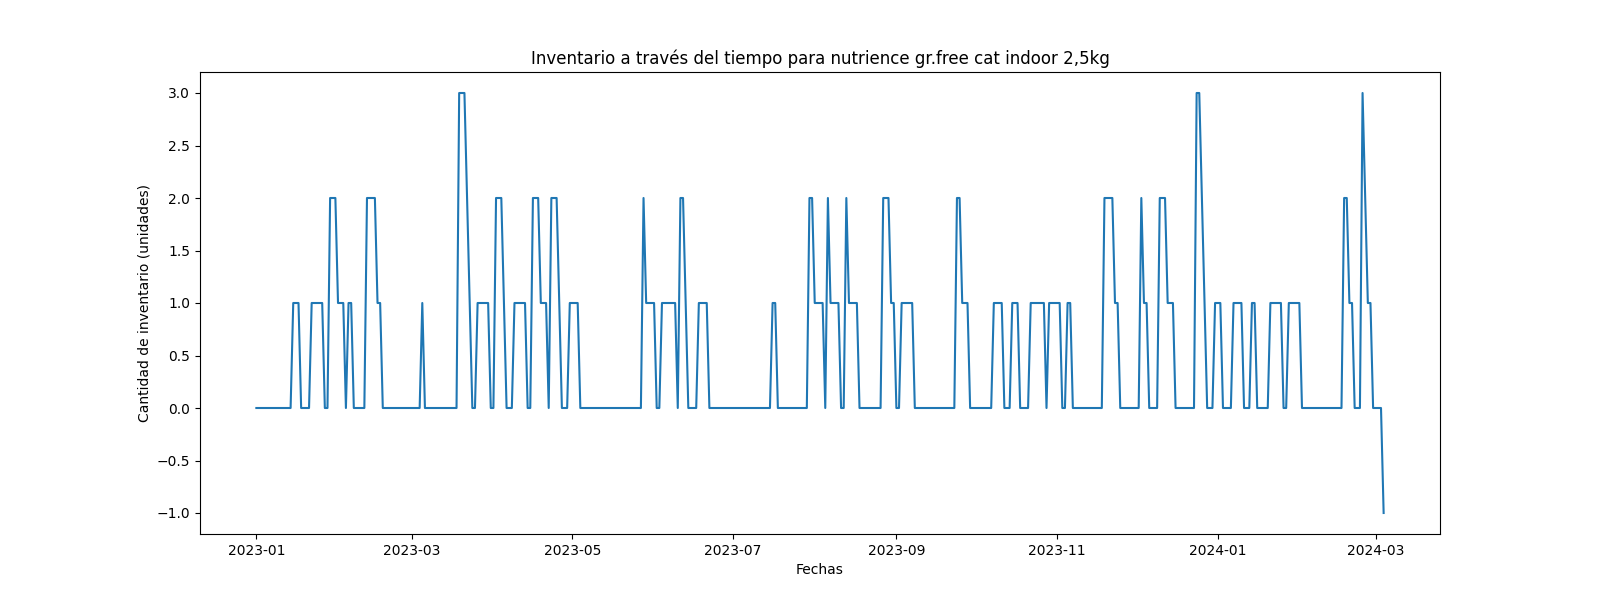 Inventario a través del tiempo para nutrience gr.free cat indoor 2,5kg
Cantidad de inventario (unidades)
3.0
2.5
2.0
1.5
1.0
0.5
0.0
−0.5
−1.0
2023-01 2023-03 2023-05 2023-07 2023-09 2023-11 2024-01 2024-03
Fechas